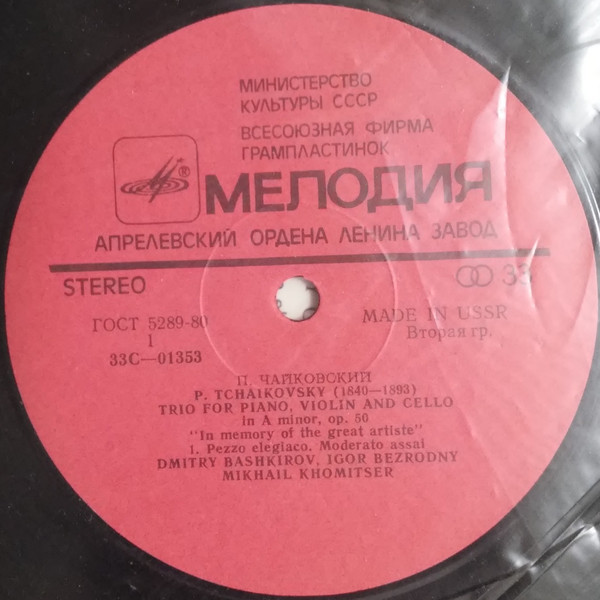 МИНИСТЕРСТВО
КУЛЬТУРЫ СССР
ВСЕСОЮЗНАЯ ФИРМА
ГРАМПЛАСТИНОК
®
МЕЛОДИЯ
АПРЕЛЕВСКИЙ ОРДЕНА ЛЕНИНА ЗАВОД
STEREO 33
ГОСТ 5289-80 MADE IN USSR
1 Вторая гр.
33С—01353
П. ЧАЙКОВСКИЙ
P. TCHAIKOVSKY (1840—1893)
TRIO FOR PIANO, VIOLIN AND CELLO
in A minor, op. 50
"In memory of the great artiste"
1. Pezzo elegiaco. Moderato assai
DMITRY BASHKIROV, IGOR BEZRODNY
MIKHAIL KHOMITSER